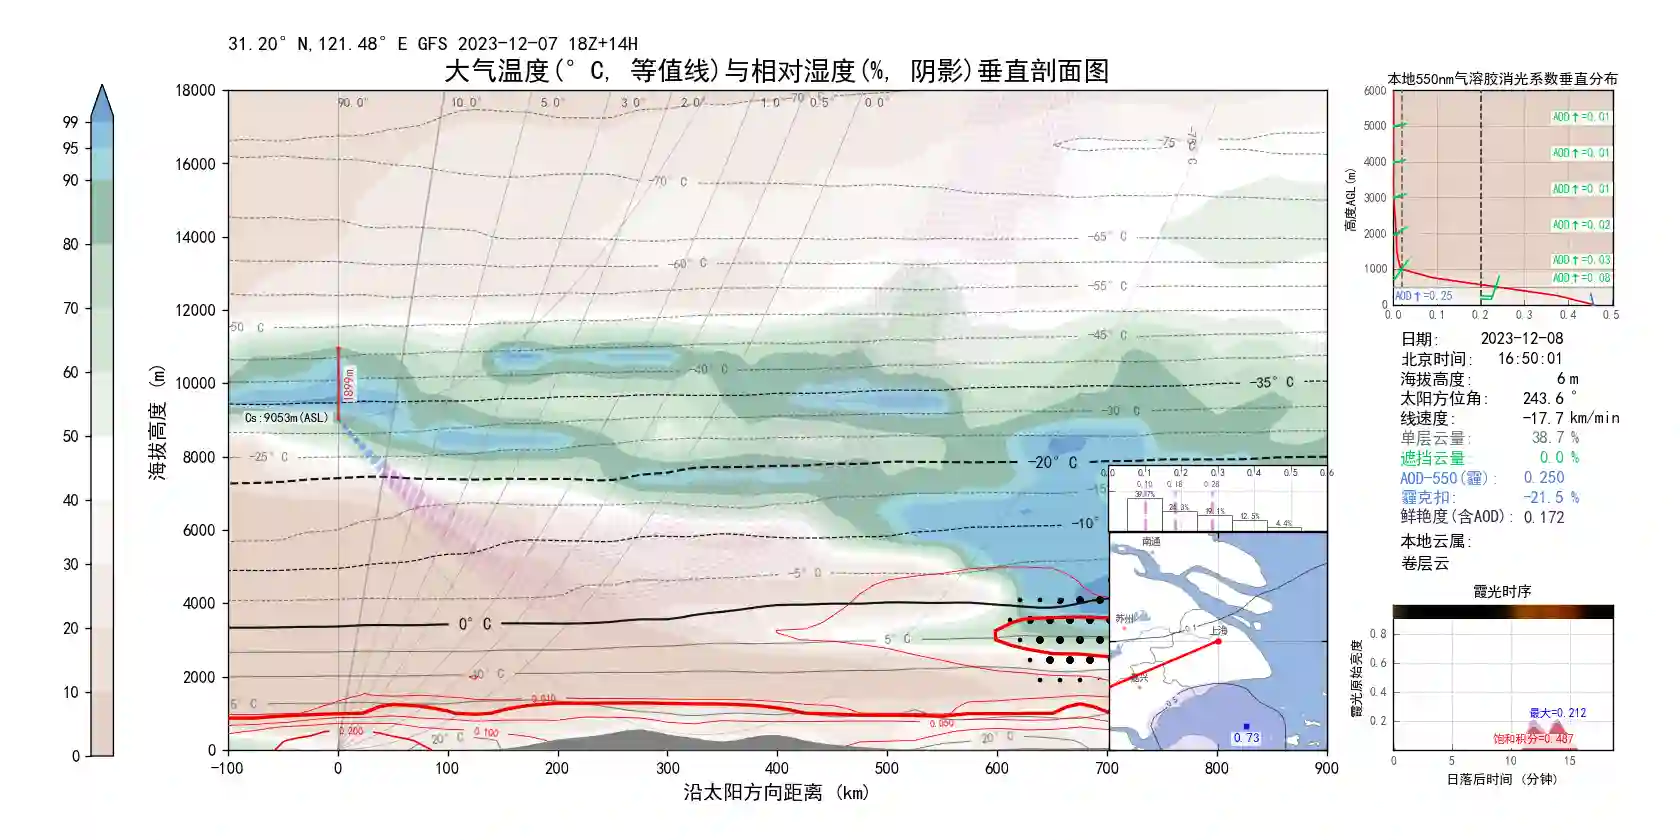 31.20° N,121.48° E GFS 2023-12-07 18Z+14H
大气温度(° C, 等值线)与相对湿度(%, 阴影)垂直剖面图
99
95
90
80
70
60
50
40
30
20
10
0
海拔高度 (m)
18000
16000
14000
12000
10000
8000
6000
4000
2000
0
90.0°
10.0°
5.0°
3.0°
2.0°
1.0°
-70° C
0.5°
0.0°
-75
-70° C
-65° C
-60° C
-55° C
50 C
-45° C
-40° C
-35° C
-30° C
-25° C
-20° C
-15
-10°
-5° C
0° C
5° C
20° C
20° C
1899m
Cs:9053m(ASL)
0.010
0.050
0.100
0.200
-100
0
100
200
300
400
500
600
700
800
900
沿太阳方向距离 (km)
0.0
0.1
0.2
0.3
0.4
0.5
0.6
0.10
0.18
0.28
12.5%
4.4%
南通
苏州
上海
嘉兴
0.73
本地550nm气溶胶消光系数垂直分布
高度AGL(m)
6000
5000
4000
3000
2000
1000
0
AOD↑=0.01
AOD↑=0.01
AOD↑=0.01
AOD↑=0.02
AOD↑=0.03
AOD↑=0.08
AOD↑=0.25
0.0
0.1
0.2
0.3
0.4
0.5
日期: 2023-12-08
北京时间: 16:50:01
海拔高度: 6 m
太阳方位角: 243.6 °
线速度: -17.7 km/min
单层云量: 38.7 %
遮挡云量: 0.0 %
AOD-550(霾): 0.250
霾克扣: -21.5 %
鲜艳度(含AOD): 0.172
本地云属:
卷层云
霞光时序
霞光原始亮度
0.8
0.6
0.4
0.2
最大=0.212
饱和积分=0.487
0
5
10
15
日落后时间 (分钟)